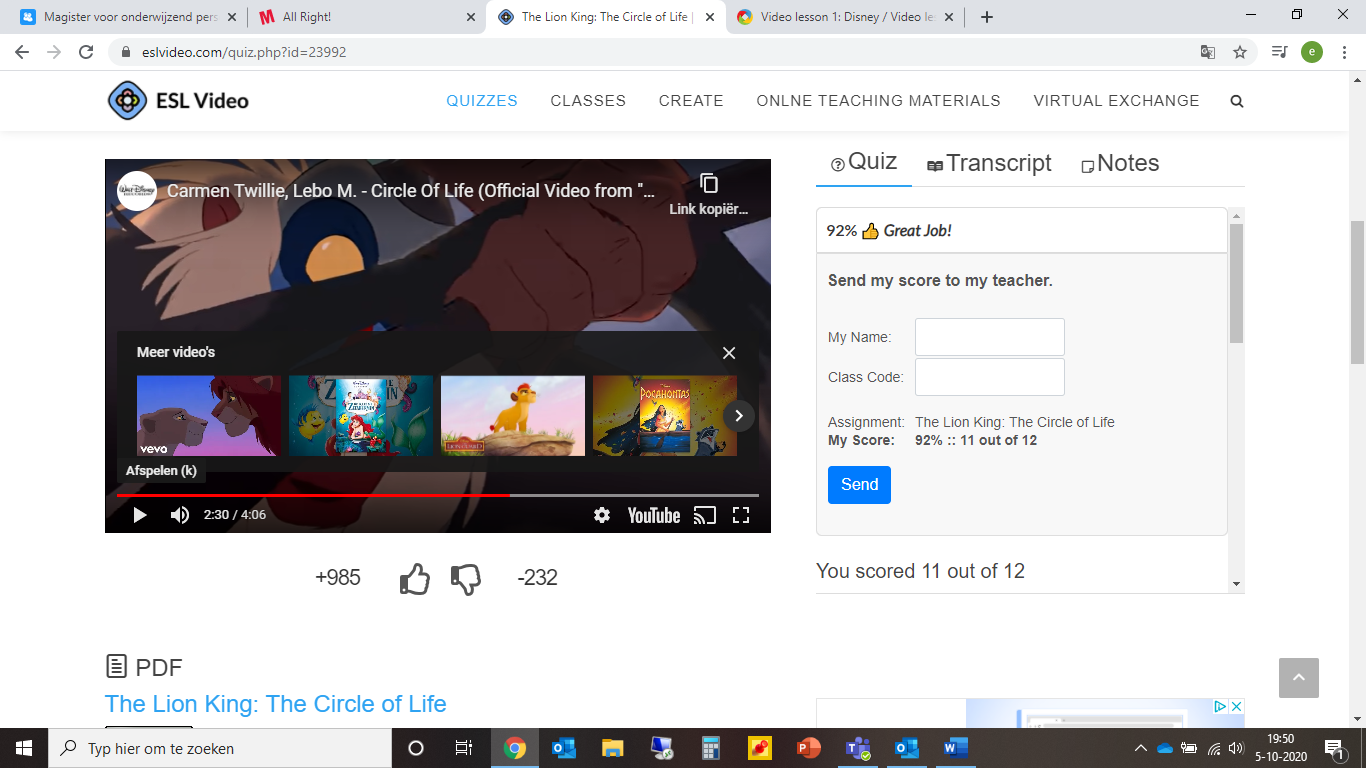 Magister voor onderwijzend pers
All Right!
The Lion King: The Circle of Life |
Video lesson 1: Disney / Video le
eslvideo.com/quiz.php?id=23992
e
ESL Video
QUIZZES
CLASSES
CREATE
ONLNE TEACHING MATERIALS
VIRTUAL EXCHANGE
Carmen Twillie, Lebo M. - Circle Of Life (Official Video from "...
Link kopiër...
Meer video's
vevo
POCAHONTAS
Afspelen (k)
2:30 / 4:06
YouTube
+985
-232
PDF
The Lion King: The Circle of Life
Quiz
Transcript
Notes
92% 👍 Great Job!
Send my score to my teacher.
My Name:
Class Code:
Assignment: The Lion King: The Circle of Life
My Score: 92% :: 11 out of 12
Send
You scored 11 out of 12
Typ hier om te zoeken
19:50
5-10-2020
1